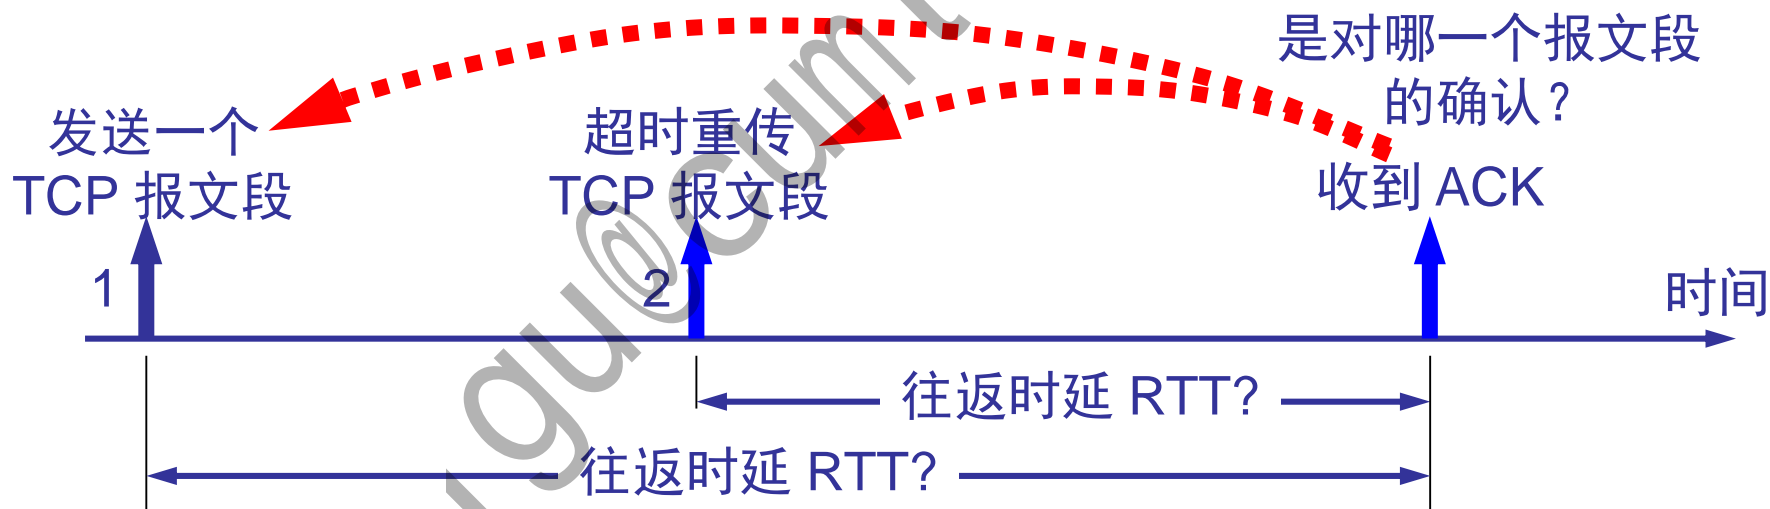 是对哪一个报文段
的确认？
发送一个
TCP 报文段
超时重传
TCP 报文段
收到 ACK
1
2
时间
往返时延 RTT?
往返时延 RTT?
gu@cumt